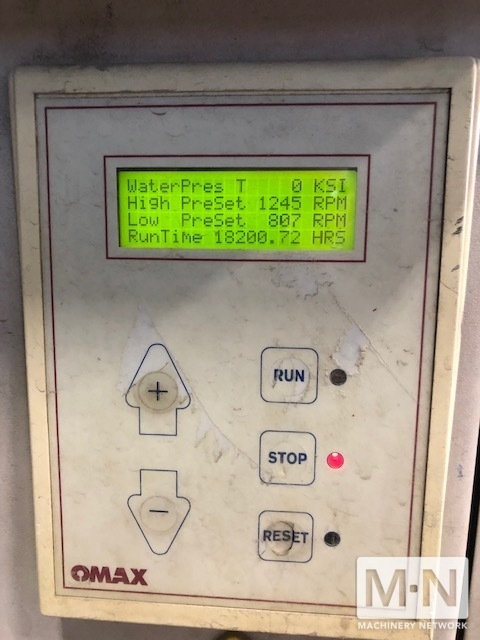 WaterPres T 0 KSI
High PreSet 1245 RPM
Low PreSet 807 RPM
RunTime 18200.72 HRS
+
RUN
STOP
−
RESET
OMAX
M·N
MACHINERY NETWORK